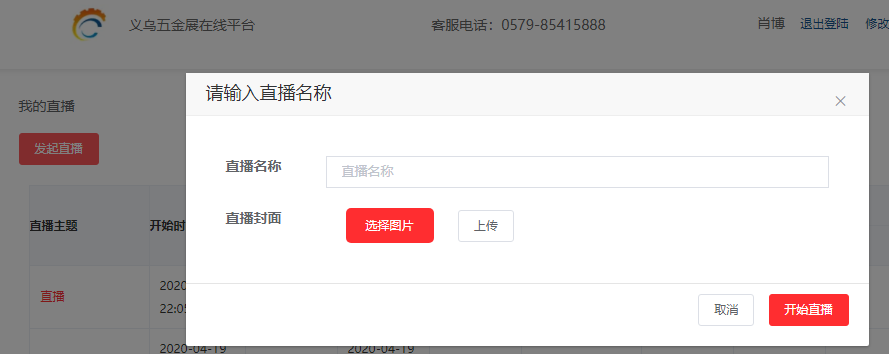 义乌五金展在线平台 客服电话：0579-85415888 肖博 退出登陆 修改
我的直播
发起直播
请输入直播名称
直播名称 直播名称
直播封面 选择图片 上传
直播主题 开始时
直播
2020
22:05
取消 开始直播
2020-04-19 2020-04-19